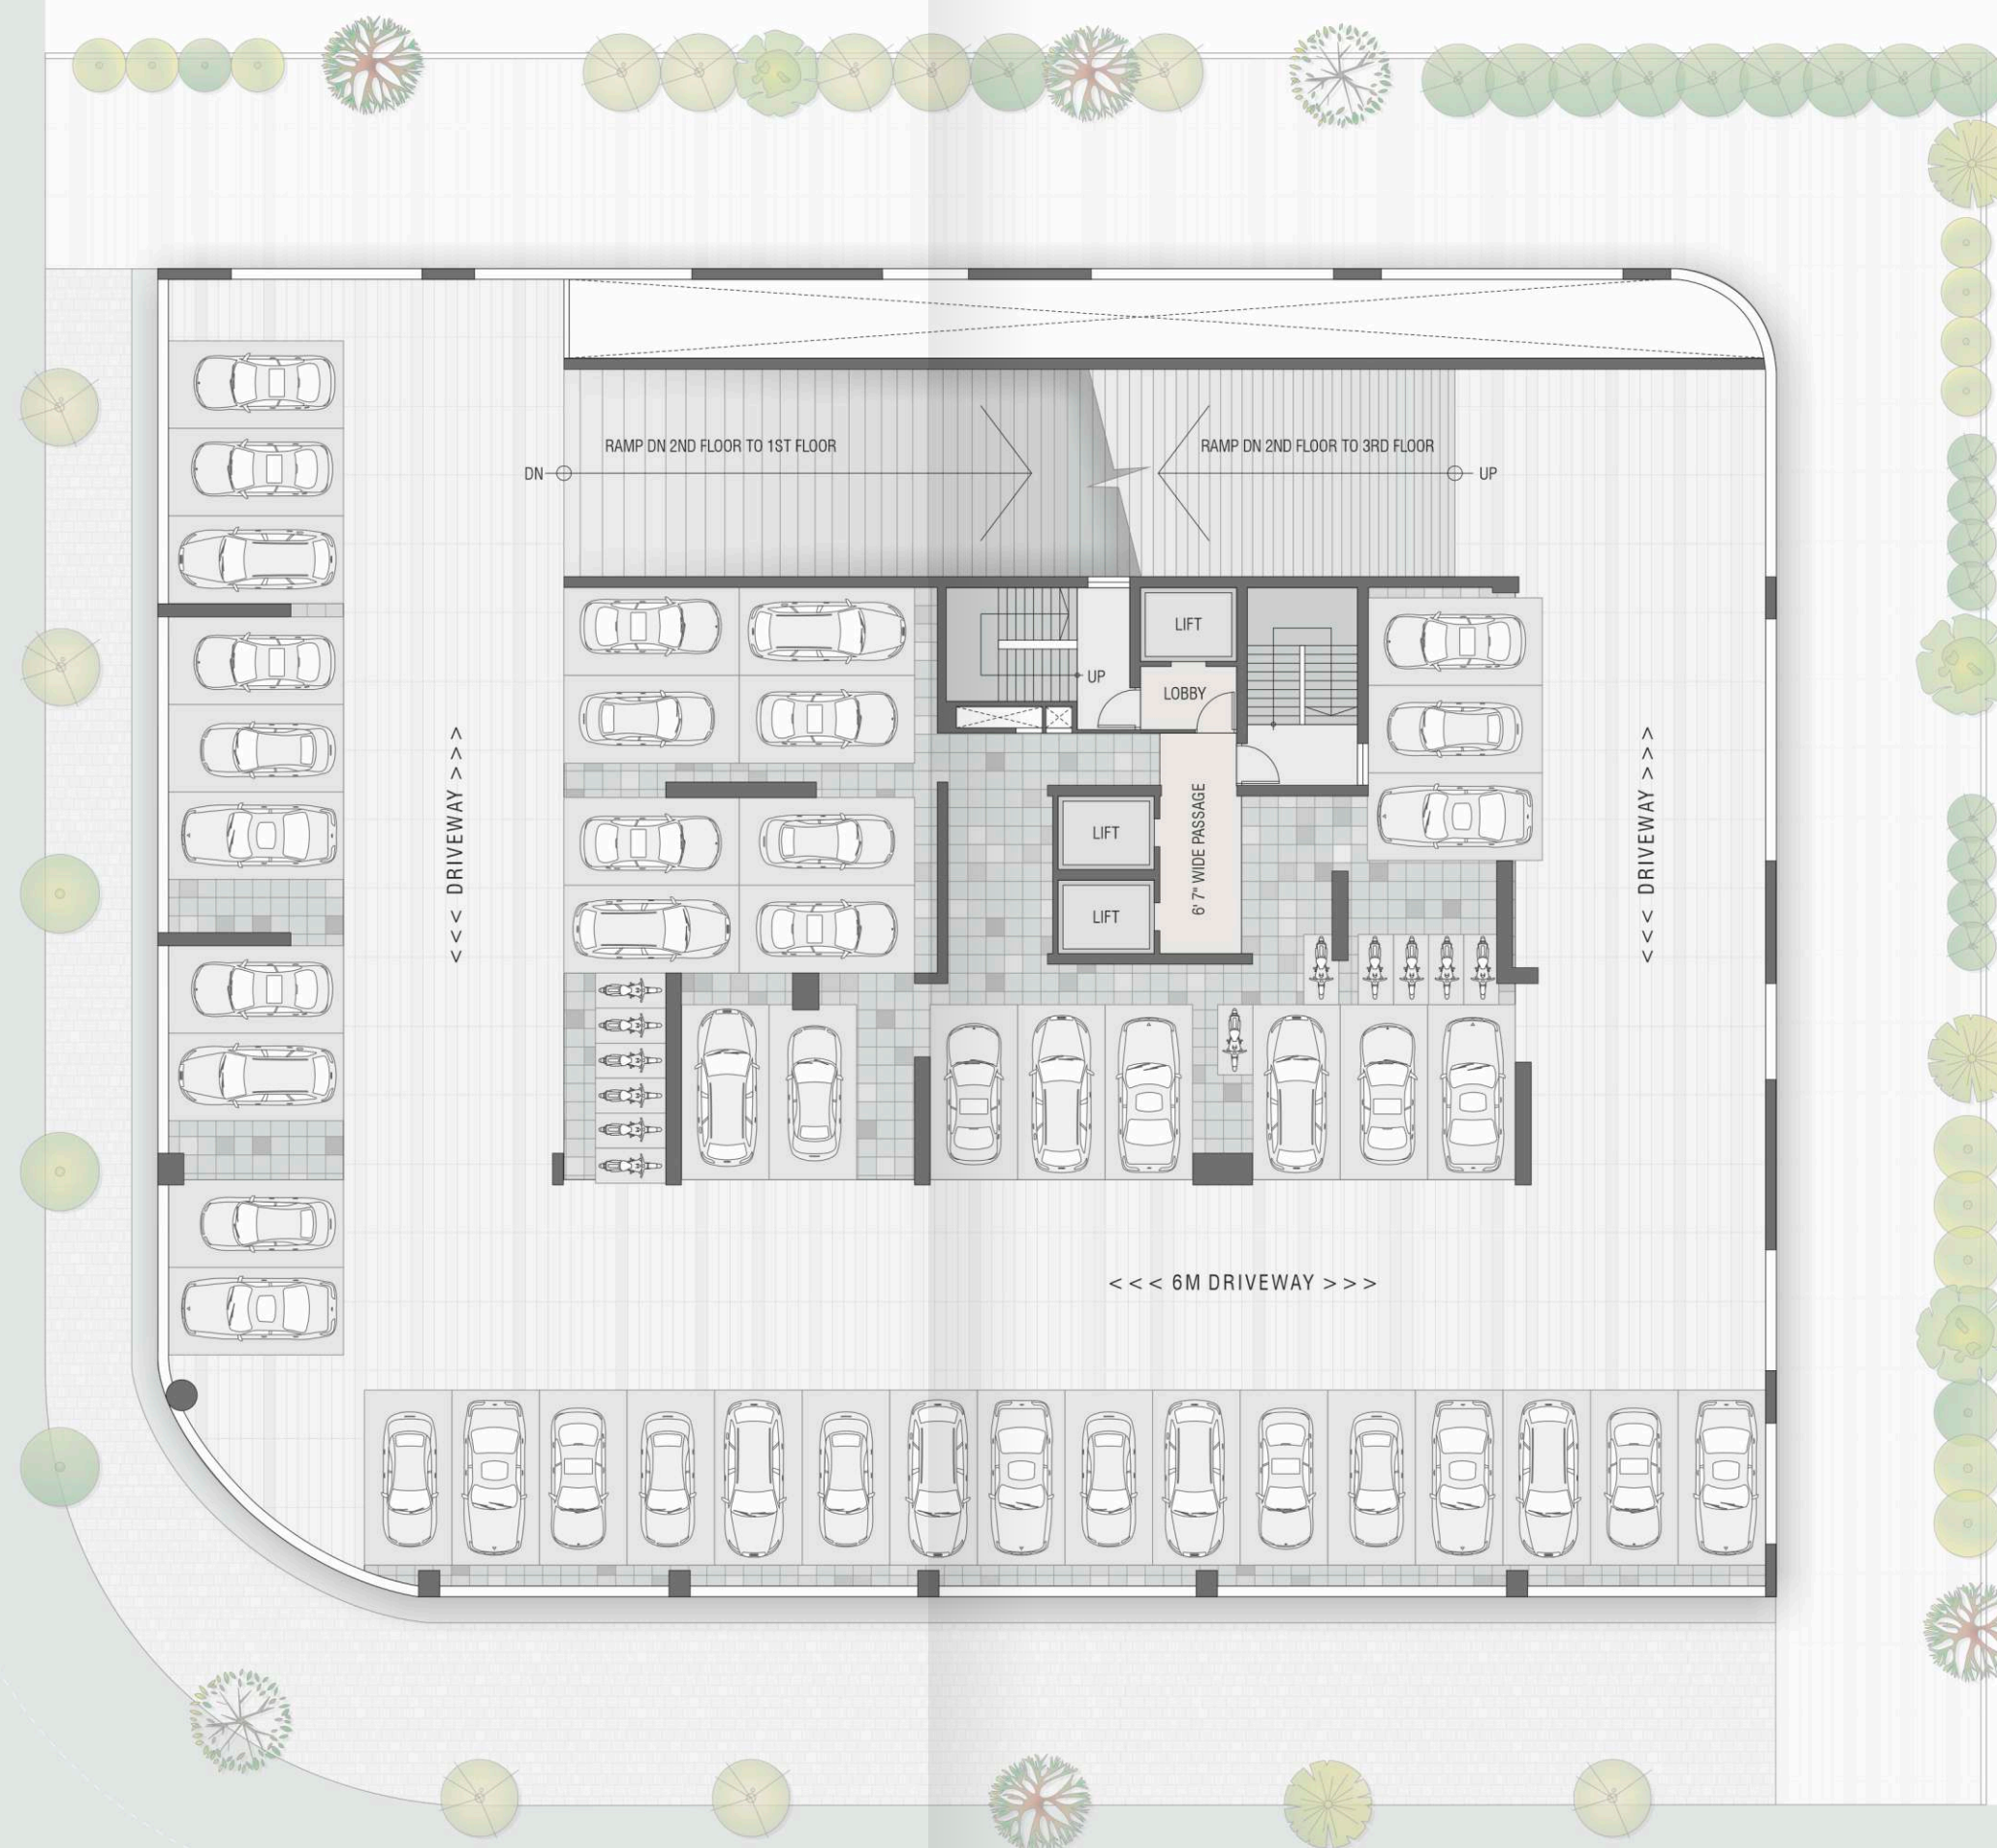 RAMP DN 2ND FLOOR TO 1ST FLOOR
RAMP DN 2ND FLOOR TO 3RD FLOOR
DN
UP
LIFT
UP
LOBBY
<<< DRIVEWAY >>>
6' 7" WIDE PASSAGE
<<< DRIVEWAY >>>
LIFT
LIFT
<<< 6M DRIVEWAY >>>